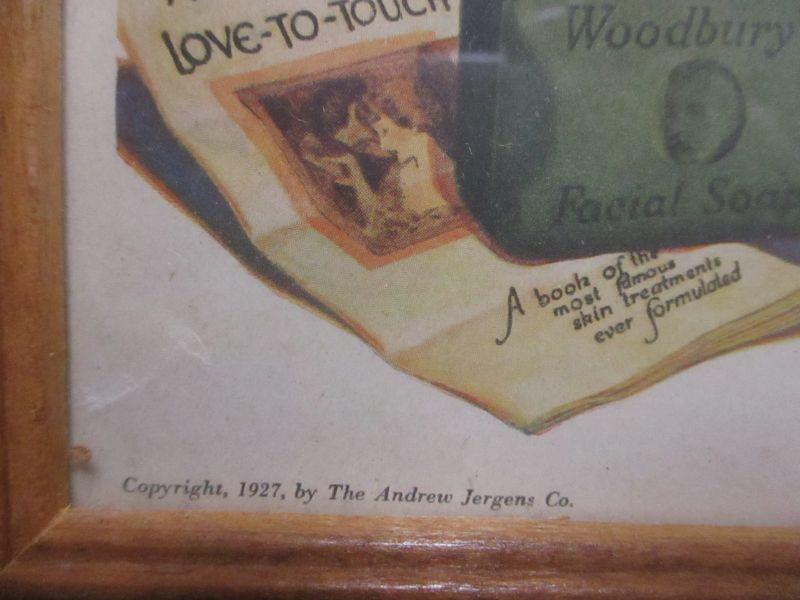 LOVE-TO-TOUCH
Woodbury
Facial Soap
A book of the
most famous
skin treatments
ever formulated
Copyright, 1927, by The Andrew Jergens Co.